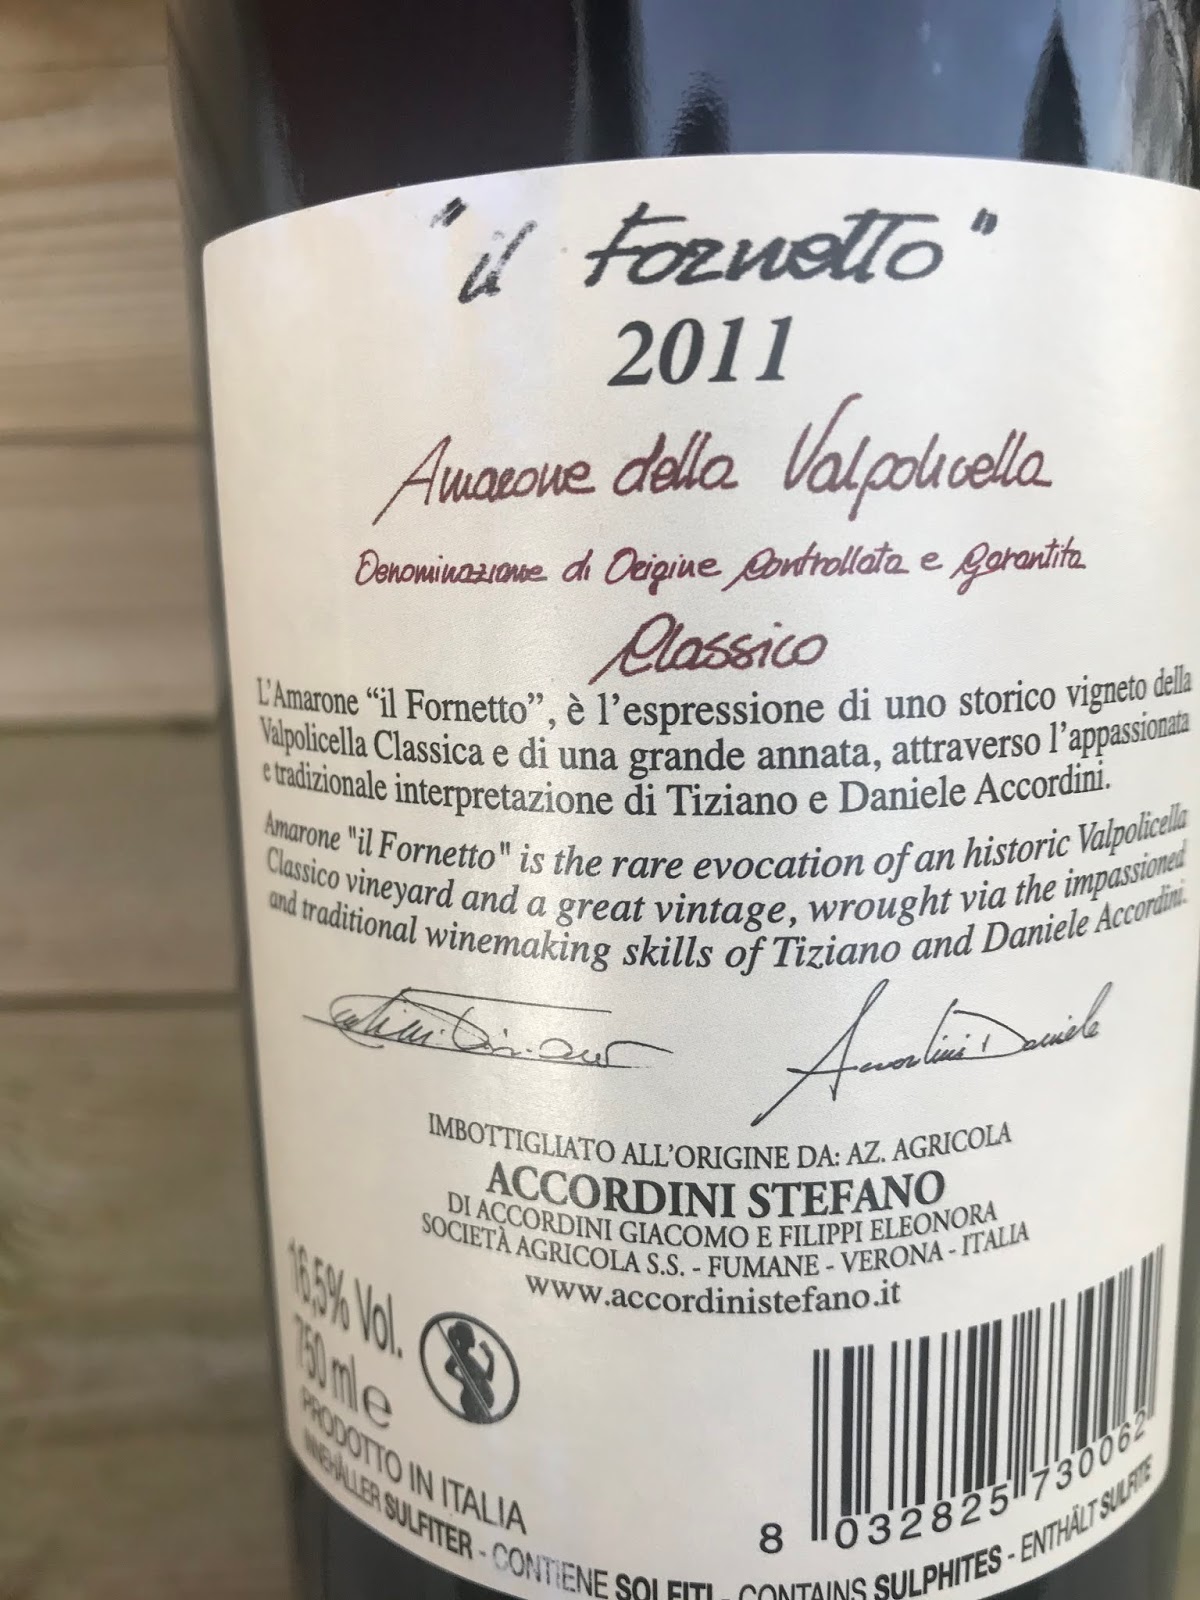 "il Fornetto"
2011
Amarone della Valpolicella
Denominazione di Origine Controllata e Garantita
Classico
L'Amarone “il Fornetto”, è l'espressione di uno storico vigneto della
Valpolicella Classica e di una grande annata, attraverso l'appassionata
e tradizionale interpretazione di Tiziano e Daniele Accordini.
Amarone "il Fornetto" is the rare evocation of an historic Valpolicella
Classico vineyard and a great vintage, wrought via the impassioned
and traditional winemaking skills of Tiziano and Daniele Accordini.
Accordini Daniele
IMBOTTIGLIATO ALL'ORIGINE DA: AZ. AGRICOLA
ACCORDINI STEFANO
DI ACCORDINI GIACOMO E FILIPPI ELEONORA
SOCIETÀ AGRICOLA S.S. - FUMANE - VERONA - ITALIA
www.accordinistefano.it
16,5% Vol.
750 ml e
PRODOTTO IN ITALIA
INNEHÅLLER SULFITER - CONTIENE SOLFITI - CONTAINS SULPHITES - ENTHÄLT SULFITE
8 032825 730062